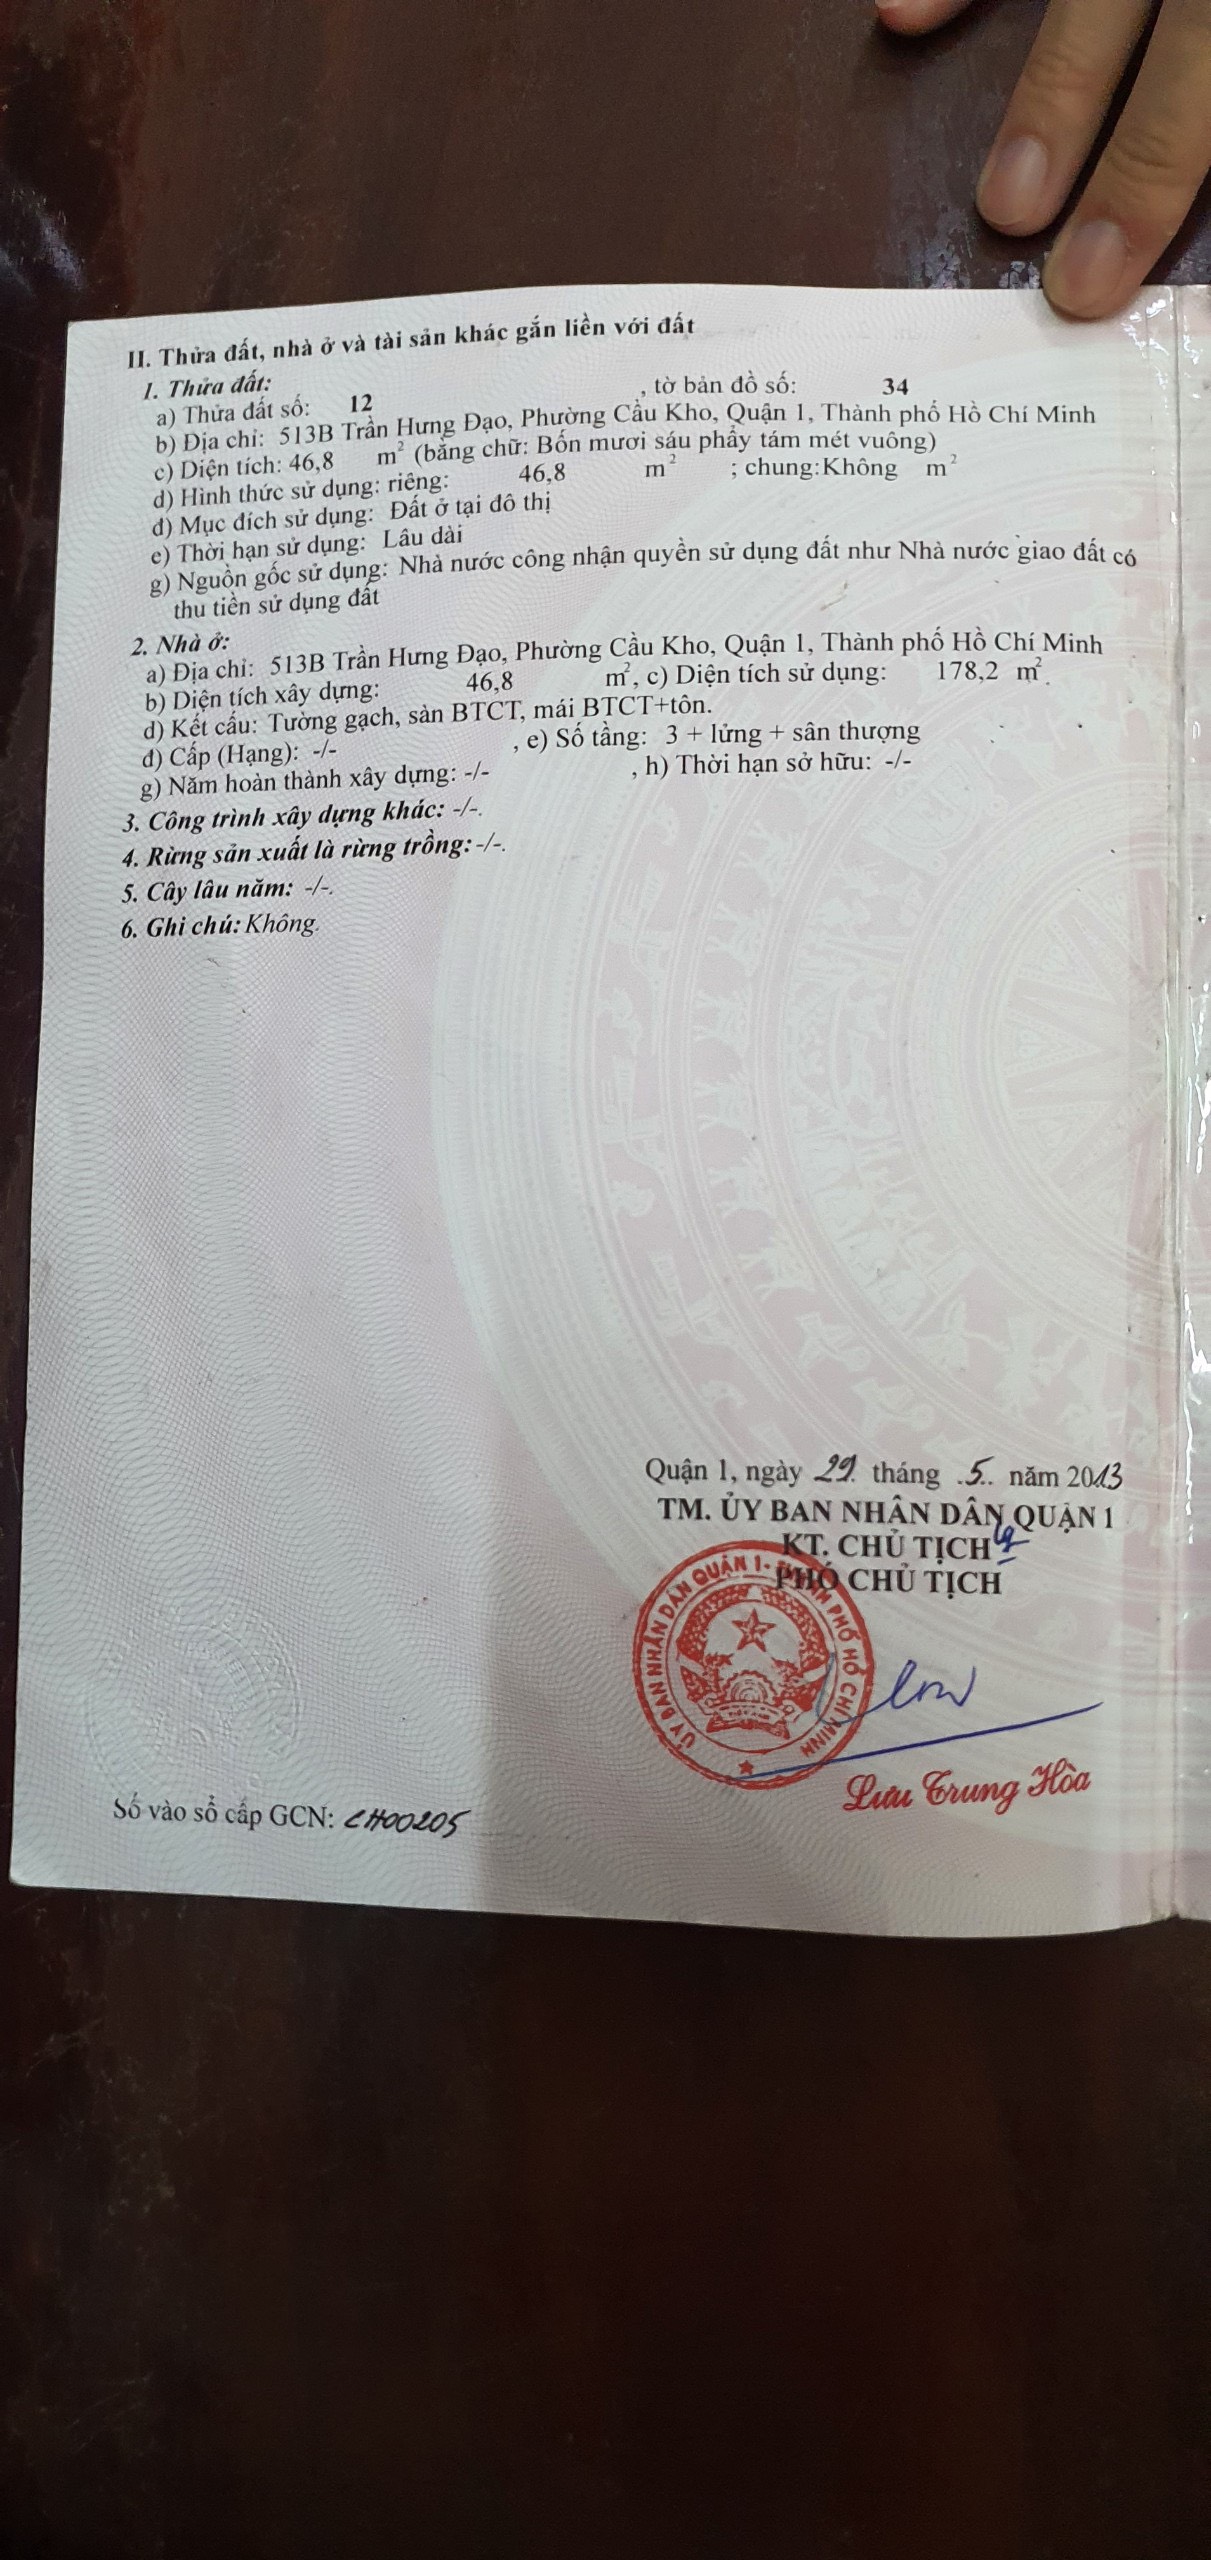 II. Thửa đất, nhà ở và tài sản khác gắn liền với đất
1. Thửa đất:
a) Thửa đất số: 12 , tờ bản đồ số: 34
b) Địa chỉ: 513B Trần Hưng Đạo, Phường Cầu Kho, Quận 1, Thành phố Hồ Chí Minh
c) Diện tích: 46,8 m² (bằng chữ: Bốn mươi sáu phẩy tám mét vuông)
d) Hình thức sử dụng: riêng: 46,8 m² ; chung:Không m²
đ) Mục đích sử dụng: Đất ở tại đô thị
e) Thời hạn sử dụng: Lâu dài
g) Nguồn gốc sử dụng: Nhà nước công nhận quyền sử dụng đất như Nhà nước giao đất có
thu tiền sử dụng đất
2. Nhà ở:
a) Địa chỉ: 513B Trần Hưng Đạo, Phường Cầu Kho, Quận 1, Thành phố Hồ Chí Minh
b) Diện tích xây dựng: 46,8 m², c) Diện tích sử dụng: 178,2 m².
d) Kết cấu: Tường gạch, sàn BTCT, mái BTCT+tôn.
đ) Cấp (Hạng): -/- , e) Số tầng: 3 + lửng + sân thượng
g) Năm hoàn thành xây dựng: -/- , h) Thời hạn sở hữu: -/-
3. Công trình xây dựng khác: -/-.
4. Rừng sản xuất là rừng trồng: -/-.
5. Cây lâu năm: -/-.
6. Ghi chú: Không.
Quận 1, ngày 29. tháng .5.. năm 2013
TM. ỦY BAN NHÂN DÂN QUẬN 1
KT. CHỦ TỊCH
PHÓ CHỦ TỊCH
ỦY BAN NHÂN DÂN QUẬN 1 - THÀNH PHỐ HỒ CHÍ MINH
Lưu Trung Hòa
Số vào sổ cấp GCN: CH00205